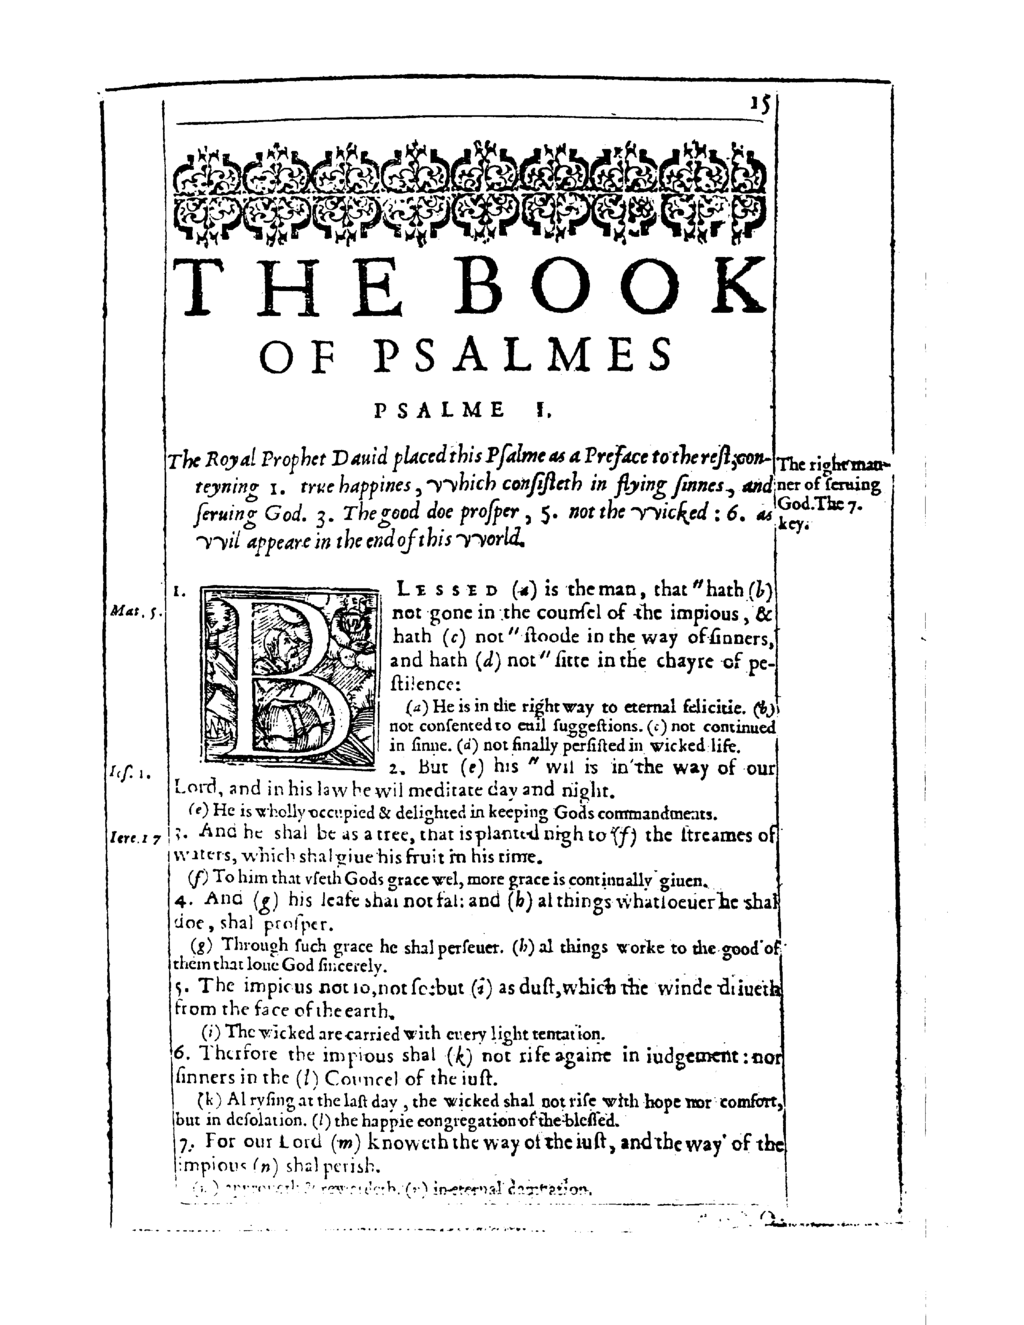 15
THE BOOK
OF PSALMES
PSALME I.
The Royal Prophet Dauid placed this Pſalme as a Preface to the reſt, con-
teyning 1. true happines, vvhich conſiſteth in flying ſinnes, and
ſeruing God. 3. The good doe proſper, 5. not the vvicked : 6. as
vvil appeare in the end of this vvorld.
The right man-
ner of ſeruing
God. The 7.
key.
Mat. 5.
1. BLESSED (a) is the man, that " hath (b)
not gone in the counſel of the impious, &
hath (c) not " ſtoode in the way of ſinners,
and hath (d) not " ſitte in the chayre of pe-
ſtilence:
(a) He is in the right way to eternal felicitie. (b)
not conſented to euil ſuggeſtions. (c) not continued
in ſinne. (d) not finally perſiſted in wicked life.
Ioſ. 1.
2. But (e) his " wil is in the way of our
Lord, and in his law he wil meditate day and night.
(e) He is wholly occupied & delighted in keeping Gods commandments.
Iere.17
3. And he shal be as a tree, that is planted nigh to (f) the ſtreames of
waters, which shal giue his fruit in his time.
(f) To him that vſeth Gods grace wel, more grace is continually giuen.
4. And (g) his leafe shal not fal: and (h) al things whatſoeuer he shal
doe, shal proſper.
(g) Through ſuch grace he shal perſeuer. (h) al things worke to the good of
them that loue God ſincerely.
5. The impious not ſo, not ſo: but (i) as duſt, which the winde driueth
from the face of the earth.
(i) The wicked are carried with euery light tentation.
6. Therfore the impious shal (k) not riſe againe in iudgement : nor
ſinners in the (l) Councel of the iuſt.
(k) Al ryſing at the laſt day, the wicked shal not riſe with hope nor comfort,
but in deſolation. (l) the happie congregation of the bleſſed.
7. For our Lord (m) knoweth the way of the iuſt, and the way of the
impious (n) shal perish.
(n) in eternal damnation.